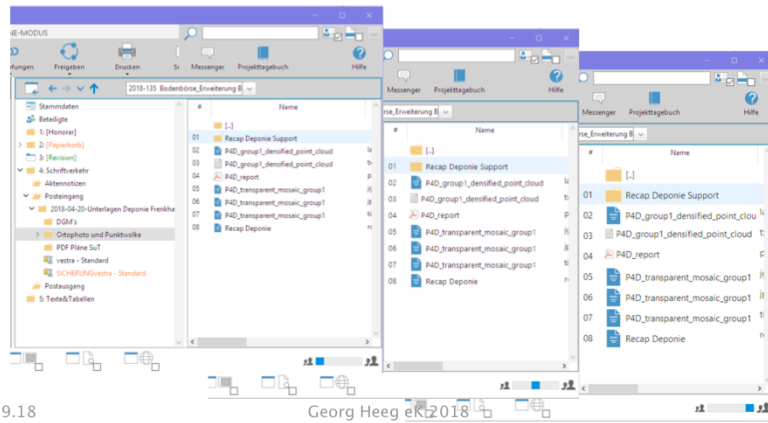 NE-MODUS
fungen Freigeben Drucken Messenger Projekttagebuch Hilfe
2018-135 Bodenbörse_Erweiterung B
Stammdaten
Beteiligte
1: [Honorar]
2: [Papierkorb]
3: [Revision]
4: Schriftverkehr
Aktennotizen
Posteingang
2018-04-20-Unterlagen Deponie Frenkha
DGM's
Ortophoto und Punktwolke
PDF Pläne SuT
vestra - Standard
SICHERUNGvestra - Standard
Postausgang
5: Texte&Tabellen
# Name
[..]
01 Recap Deponie Support
02 P4D_group1_densified_point_cloud
03 P4D_group1_densified_point_cloud
04 P4D_report
05 P4D_transparent_mosaic_group1
06 P4D_transparent_mosaic_group1
07 P4D_transparent_mosaic_group1
08 Recap Deponie
Messenger Projekttagebuch Hilfe
rse_Erweiterung B
# Name
[..]
01 Recap Deponie Support
02 P4D_group1_densified_point_cloud
03 P4D_group1_densified_point_cloud
04 P4D_report
05 P4D_transparent_mosaic_group1
06 P4D_transparent_mosaic_group1
07 P4D_transparent_mosaic_group1
08 Recap Deponie
Messenger Projekttagebuch Hilfe
rse_Erweiterung B
# Name
[..]
01 Recap Deponie Support
02 P4D_group1_densified_point_clou
03 P4D_group1_densified_point_cloud
04 P4D_report
05 P4D_transparent_mosaic_group1
06 P4D_transparent_mosaic_group1
07 P4D_transparent_mosaic_group1
08 Recap Deponie
9.18
Georg Heeg eK 2018